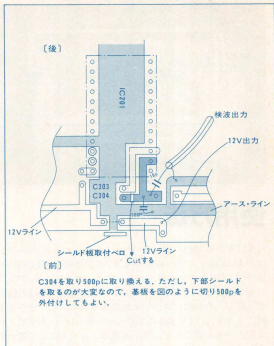 〔後〕
IC201
検波出力
12V出力
C303
C304
アース・ライン
12Vライン
シールド板取付ベロ
12Vライン
Cutする
〔前〕
C304を取り500pに取り換える．ただし，下部シールド
を取るのが大変なので，基板を図のように切り500pを
外付けしてもよい．